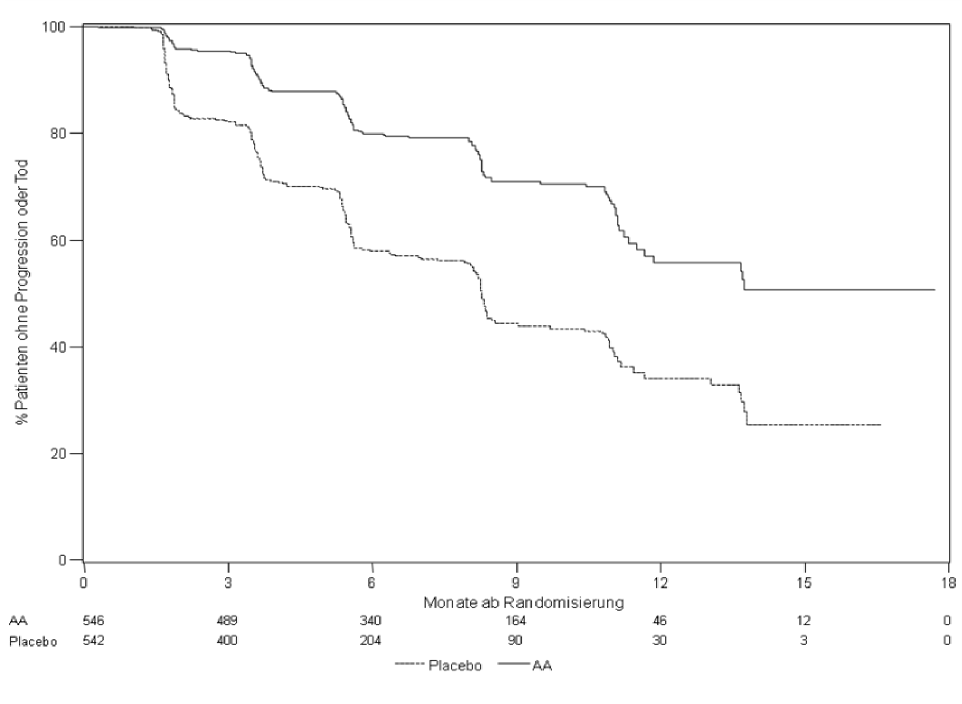 % Patienten ohne Progression oder Tod
100
80
60
40
20
0
0 3 6 9 12 15 18
Monate ab Randomisierung
AA 546 489 340 164 46 12 0
Placebo 542 400 204 90 30 3 0
Placebo AA